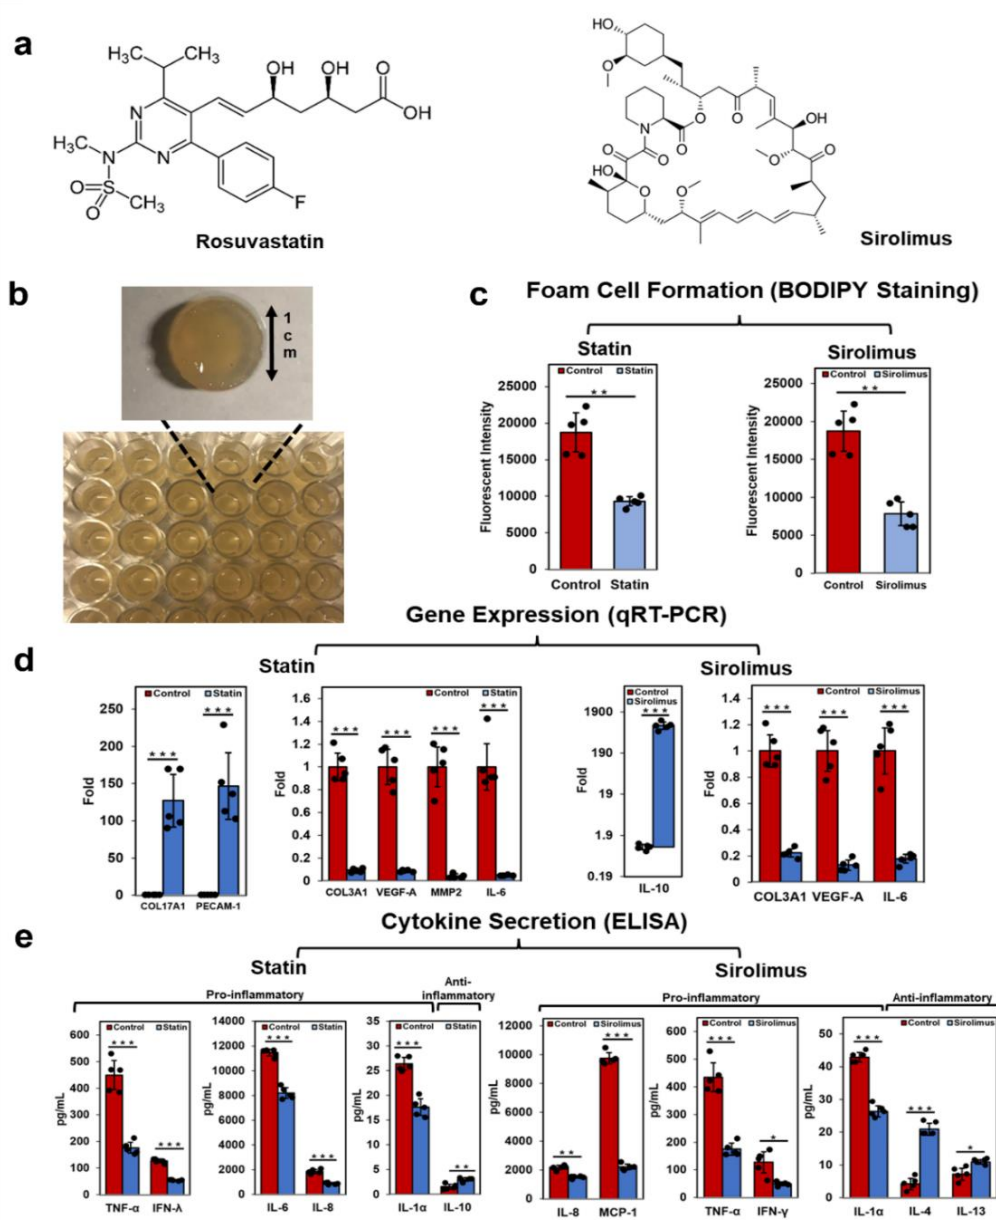 a
H₃C
CH₃
OH
OH
O
OH
N
N
H₃C
N
O
S
O
CH₃
F
Rosuvastatin
HO
O
N
O
O
O
O
O
HO
O
O
OH
O
O
Sirolimus
b
1
c
m
c
Foam Cell Formation (BODIPY Staining)
Statin
Control Statin
**
25000
20000
15000
10000
5000
0
Fluorescent Intensity
Control Statin
Sirolimus
Control Sirolimus
**
25000
20000
15000
10000
5000
0
Fluorescent Intensity
Control Sirolimus
Gene Expression (qRT-PCR)
d
Statin
Control Statin
250
200
150
100
50
0
Fold
***
***
COL17A1 PECAM-1
Control Statin
1.6
1.4
1.2
1
0.8
0.6
0.4
0.2
0
Fold
***
***
***
***
COL3A1 VEGF-A MMP2 IL-6
Sirolimus
Control
Sirolimus
***
1900
190
19
1.9
0.19
Fold
IL-10
Control Sirolimus
1.4
1.2
1
0.8
0.6
0.4
0.2
0
Fold
***
***
***
COL3A1 VEGF-A IL-6
Cytokine Secretion (ELISA)
e
Statin
Pro-inflammatory
Anti-
inflammatory
Control Statin
600
500
400
300
200
100
0
pg/mL
***
***
TNF-α IFN-λ
Control Statin
14000
12000
10000
8000
6000
4000
2000
0
pg/mL
***
***
IL-6 IL-8
Control Statin
35
30
25
20
15
10
5
0
pg/mL
***
**
IL-1α IL-10
Sirolimus
Pro-inflammatory
Anti-inflammatory
Control Sirolimus
12000
10000
8000
6000
4000
2000
0
pg/mL
**
***
IL-8 MCP-1
Control Sirolimus
600
500
400
300
200
100
0
pg/mL
***
*
TNF-α IFN-γ
Control Sirolimus
50
40
30
20
10
0
pg/mL
***
***
*
IL-1α IL-4 IL-13